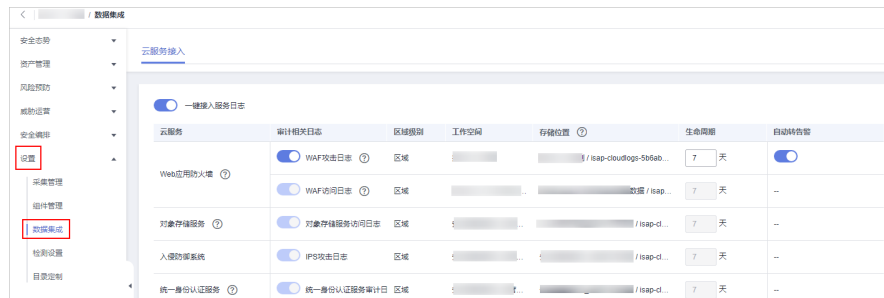 / 数据集成
安全态势
资产管理
风险预防
威胁运营
安全编排
设置
采集管理
组件管理
数据集成
检测设置
目录定制
云服务接入
一键接入服务日志
云服务 审计相关日志 区域级别 工作空间 存储位置 ? 生命周期 自动转告警
Web应用防火墙 ?
WAF攻击日志 ? 区域 / isap-cloudlogs-5b6ab... 7 天
WAF访问日志 ? 区域 ... 数据 / isap... 7 天 --
对象存储服务 ? 对象存储服务访问日志 区域 ... / isap-cl... 7 天 --
入侵防御系统 IPS攻击日志 区域 ... / isap-cl... 7 天 --
统一身份认证服务 ? 统一身份认证服务审计日 区域 ... / isap-cl... 7 天 --